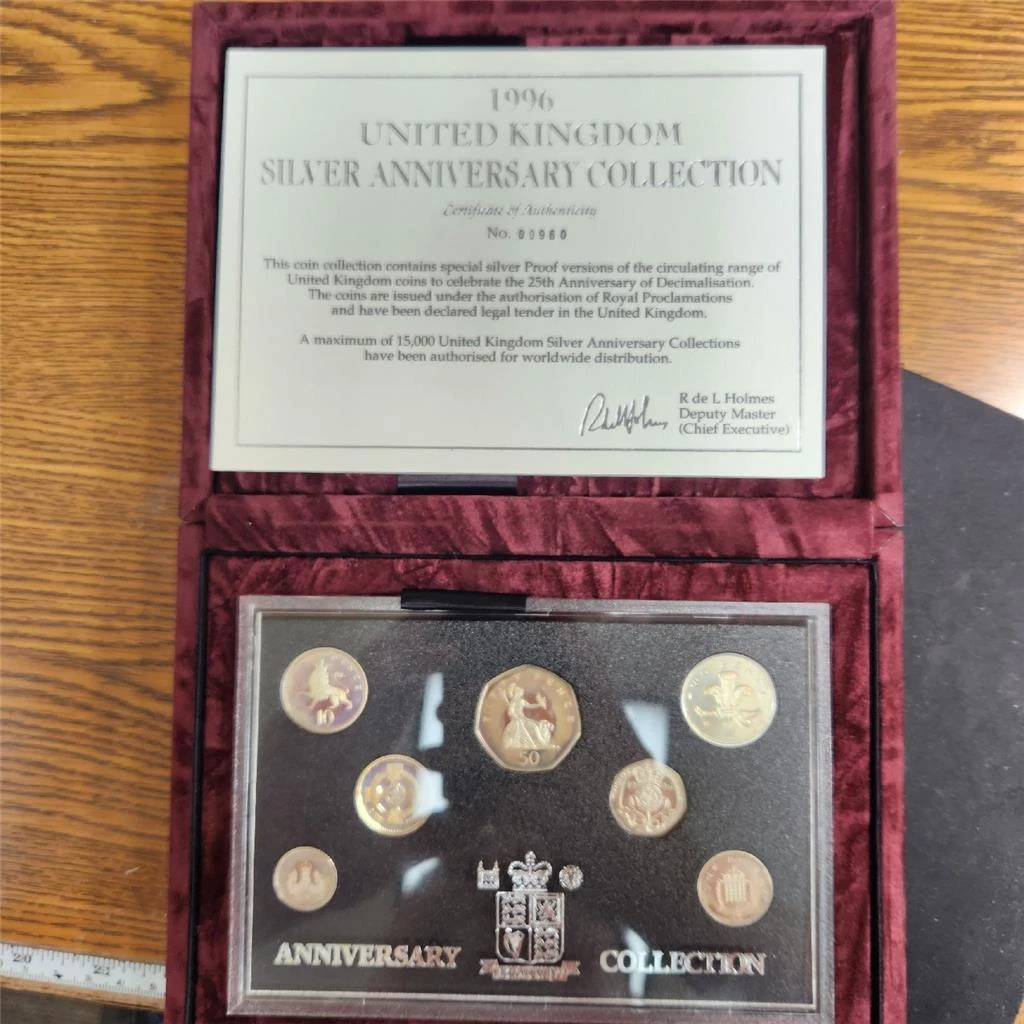 1996
UNITED KINGDOM
SILVER ANNIVERSARY COLLECTION
Certificate of Authenticity
No. 00960
This coin collection contains special silver Proof versions of the circulating range of
United Kingdom coins to celebrate the 25th Anniversary of Decimalisation.
The coins are issued under the authorisation of Royal Proclamations
and have been declared legal tender in the United Kingdom.
A maximum of 15,000 United Kingdom Silver Anniversary Collections
have been authorised for worldwide distribution.
R de L Holmes
Deputy Master
(Chief Executive)
10
50
ANNIVERSARY COLLECTION
20
21